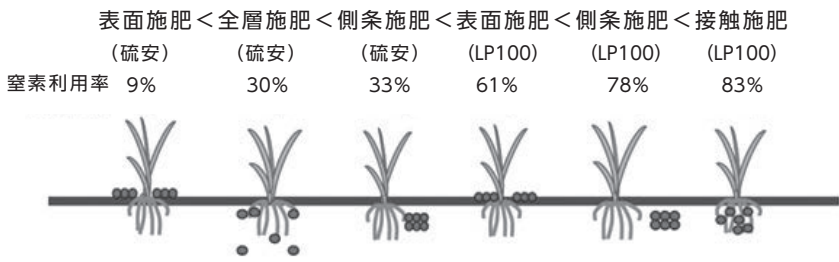 表面施肥<全層施肥<側条施肥<表面施肥<側条施肥<接触施肥
(硫安) (硫安) (硫安) (LP100) (LP100) (LP100)
窒素利用率 9% 30% 33% 61% 78% 83%